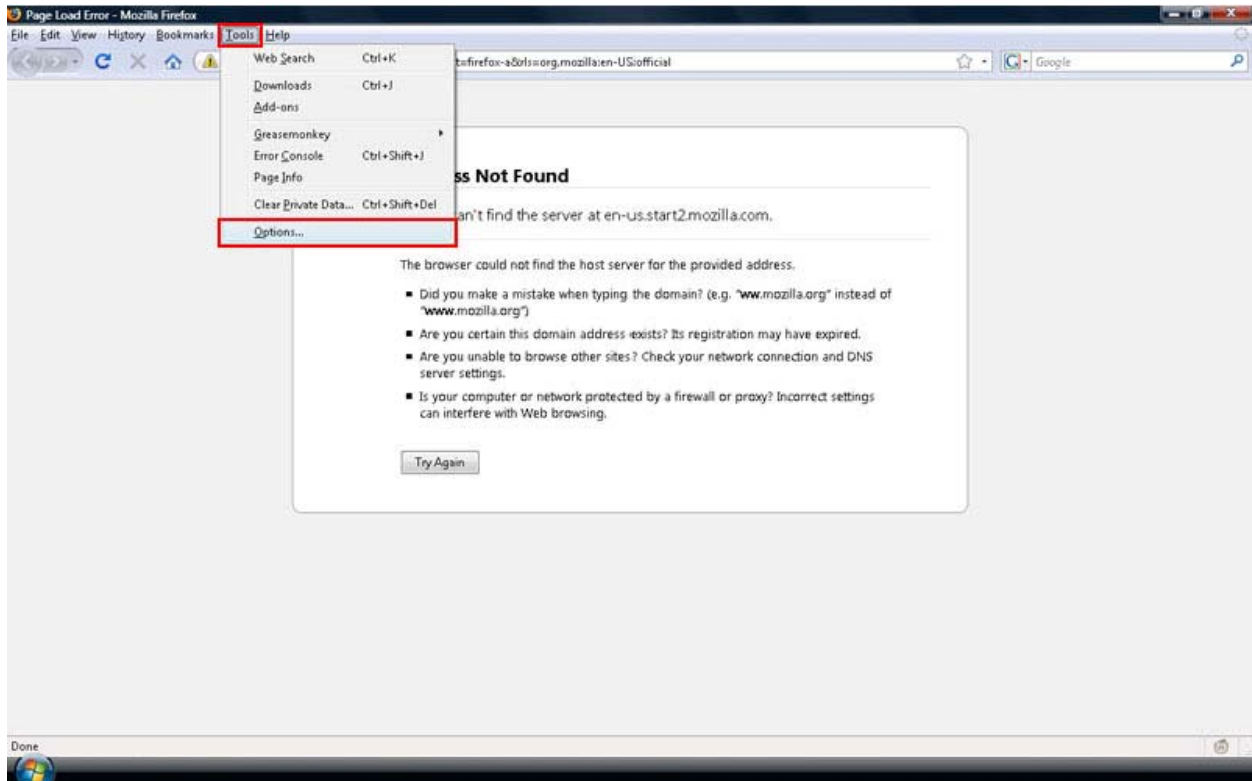 Page Load Error - Mozilla Firefox
File Edit View History Bookmarks Tools Help
t=firefox-a&rls=org.mozilla:en-US:official
Google
Web Search Ctrl+K
Downloads Ctrl+J
Add-ons
Greasemonkey
Error Console Ctrl+Shift+J
Page Info
Clear Private Data... Ctrl+Shift+Del
Options...
ss Not Found
an't find the server at en-us.start2.mozilla.com.
The browser could not find the host server for the provided address.
■ Did you make a mistake when typing the domain? (e.g. "ww.mozilla.org" instead of
"www.mozilla.org")
■ Are you certain this domain address exists? Its registration may have expired.
■ Are you unable to browse other sites? Check your network connection and DNS
server settings.
■ Is your computer or network protected by a firewall or proxy? Incorrect settings
can interfere with Web browsing.
Try Again
Done